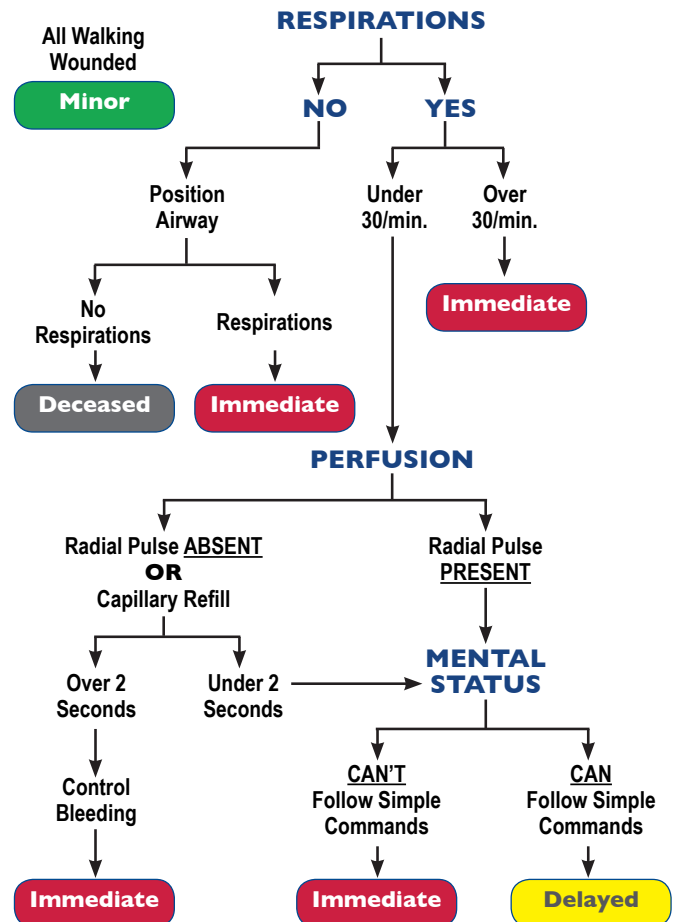 RESPIRATIONS
All Walking
Wounded
Minor
NO
YES
Position
Airway
Under
30/min.
Over
30/min.
No
Respirations
Respirations
Immediate
Deceased
Immediate
PERFUSION
Radial Pulse ABSENT
OR
Capillary Refill
Radial Pulse
PRESENT
Over 2
Seconds
Under 2
Seconds
MENTAL
STATUS
Control
Bleeding
CAN'T
Follow Simple
Commands
CAN
Follow Simple
Commands
Immediate
Immediate
Delayed